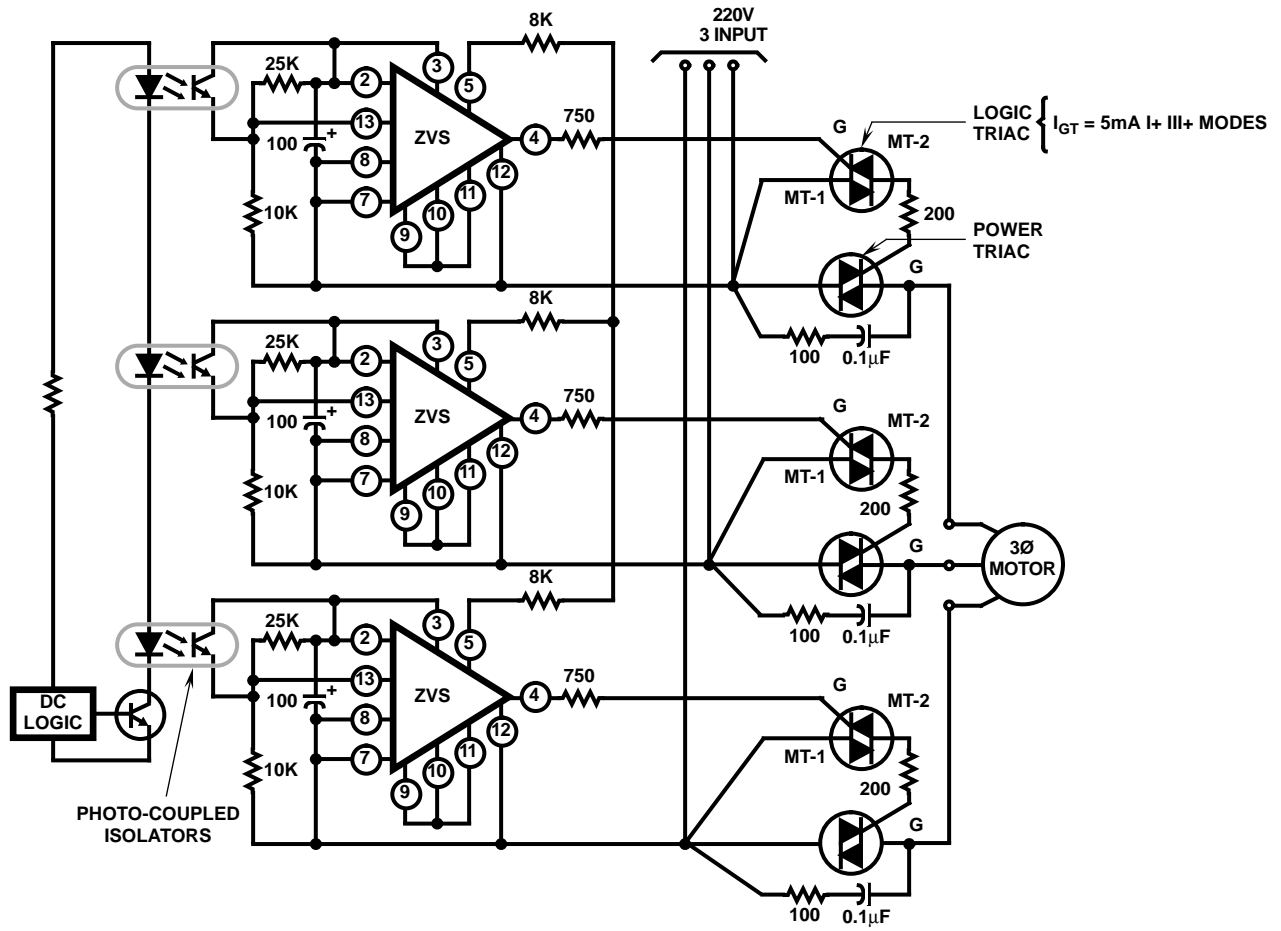 220V
3 INPUT
8K
25K
2
3
5
13
100
+
8
ZVS
4
750
12
7
11
10K
10
9
G
MT-2
MT-1
LOGIC
TRIAC
I_GT = 5mA I+ III+ MODES
200
POWER
TRIAC
G
100
0.1μF
8K
25K
2
3
5
13
100
+
8
ZVS
4
750
12
7
11
10K
10
9
G
MT-2
MT-1
200
G
100
0.1μF
3Ø
MOTOR
8K
25K
2
3
5
13
100
+
8
ZVS
4
750
12
7
11
10K
10
9
G
MT-2
MT-1
200
G
100
0.1μF
DC
LOGIC
PHOTO-COUPLED
ISOLATORS